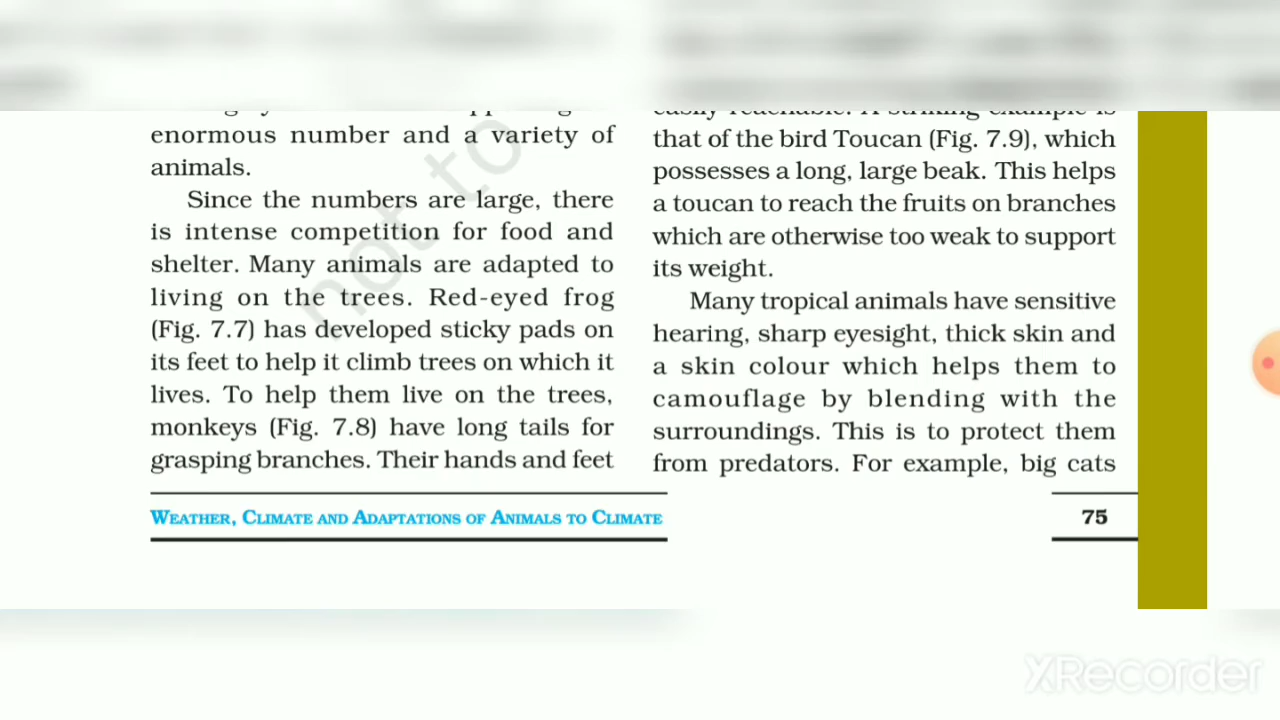 enormous number and a variety of
animals.
Since the numbers are large, there
is intense competition for food and
shelter. Many animals are adapted to
living on the trees. Red-eyed frog
(Fig. 7.7) has developed sticky pads on
its feet to help it climb trees on which it
lives. To help them live on the trees,
monkeys (Fig. 7.8) have long tails for
grasping branches. Their hands and feet
easily reachable. A striking example is
that of the bird Toucan (Fig. 7.9), which
possesses a long, large beak. This helps
a toucan to reach the fruits on branches
which are otherwise too weak to support
its weight.
Many tropical animals have sensitive
hearing, sharp eyesight, thick skin and
a skin colour which helps them to
camouflage by blending with the
surroundings. This is to protect them
from predators. For example, big cats
not to
WEATHER, CLIMATE AND ADAPTATIONS OF ANIMALS TO CLIMATE
75
XRecorder